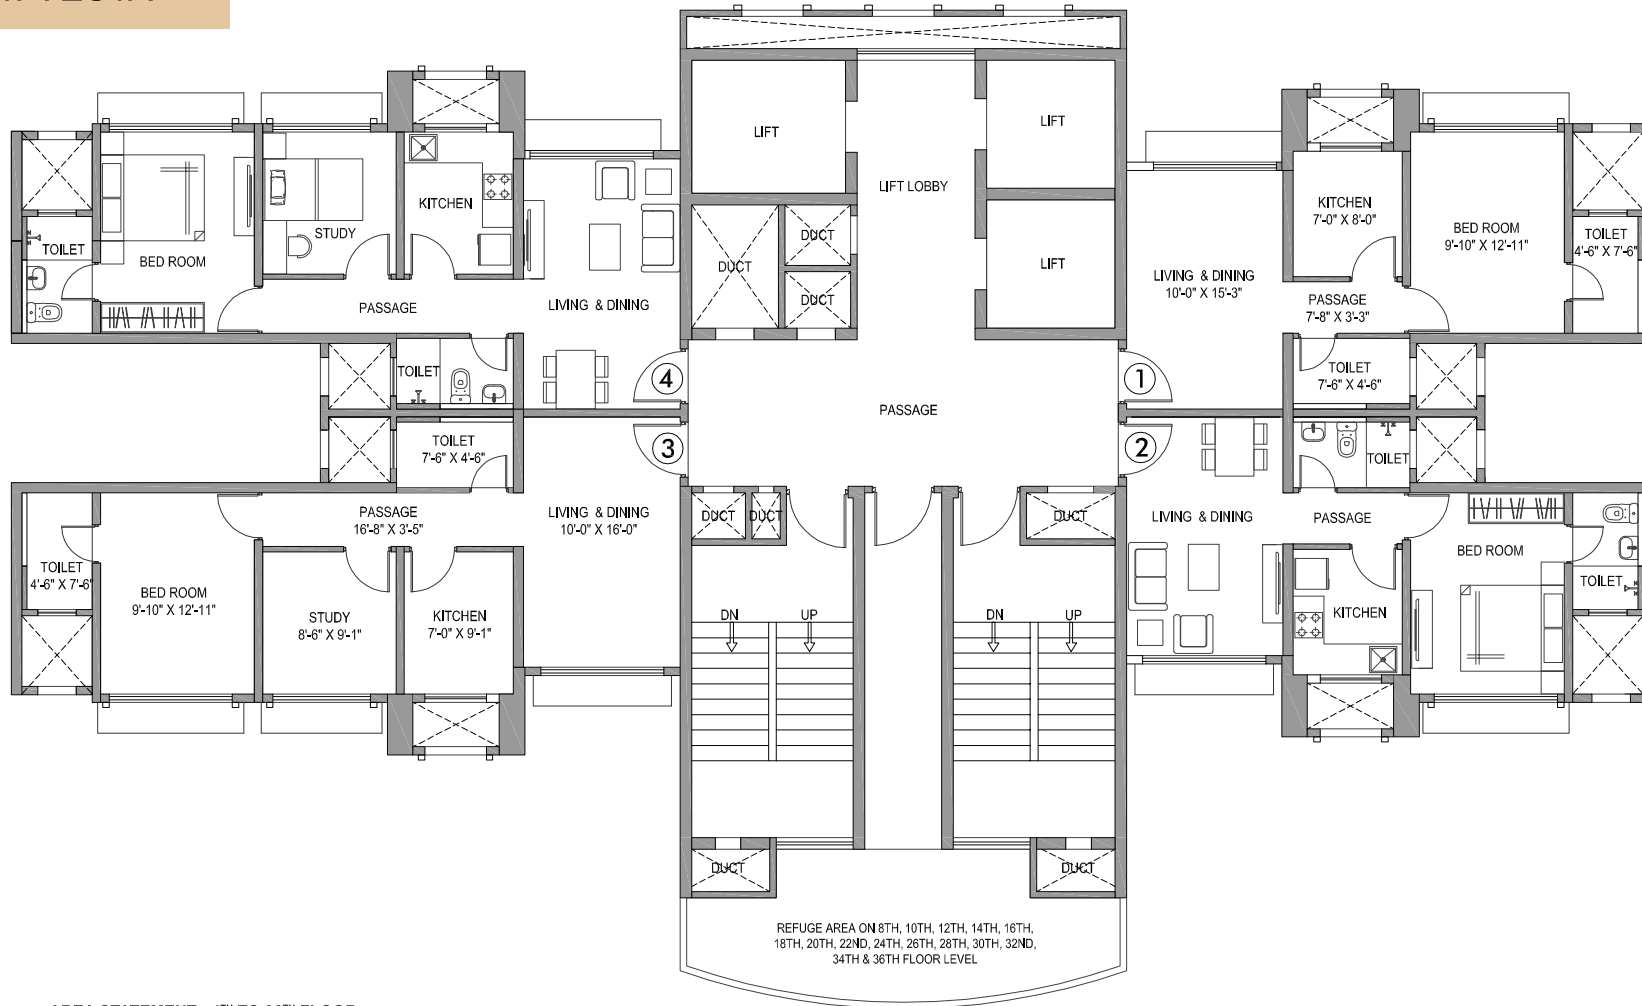 LIFT
LIFT
LIFT LOBBY
LIFT
DUCT
DUCT
DUCT
KITCHEN
STUDY
TOILET
BED ROOM
PASSAGE
LIVING & DINING
TOILET
4
KITCHEN
7'-0" X 8'-0"
BED ROOM
9'-10" X 12'-11"
TOILET
4'-6" X 7'-6"
LIVING & DINING
10'-0" X 15'-3"
PASSAGE
7'-8" X 3'-3"
TOILET
7'-6" X 4'-6"
1
PASSAGE
3
2
TOILET
7'-6" X 4'-6"
PASSAGE
16'-8" X 3'-5"
LIVING & DINING
10'-0" X 16'-0"
TOILET
4'-6" X 7'-6"
BED ROOM
9'-10" X 12'-11"
STUDY
8'-6" X 9'-1"
KITCHEN
7'-0" X 9'-1"
DUCT
DUCT
DUCT
TOILET
LIVING & DINING
PASSAGE
BED ROOM
TOILET
KITCHEN
DN
UP
DN
UP
DUCT
DUCT
REFUGE AREA ON 8TH, 10TH, 12TH, 14TH, 16TH,
18TH, 20TH, 22ND, 24TH, 26TH, 28TH, 30TH, 32ND,
34TH & 36TH FLOOR LEVEL